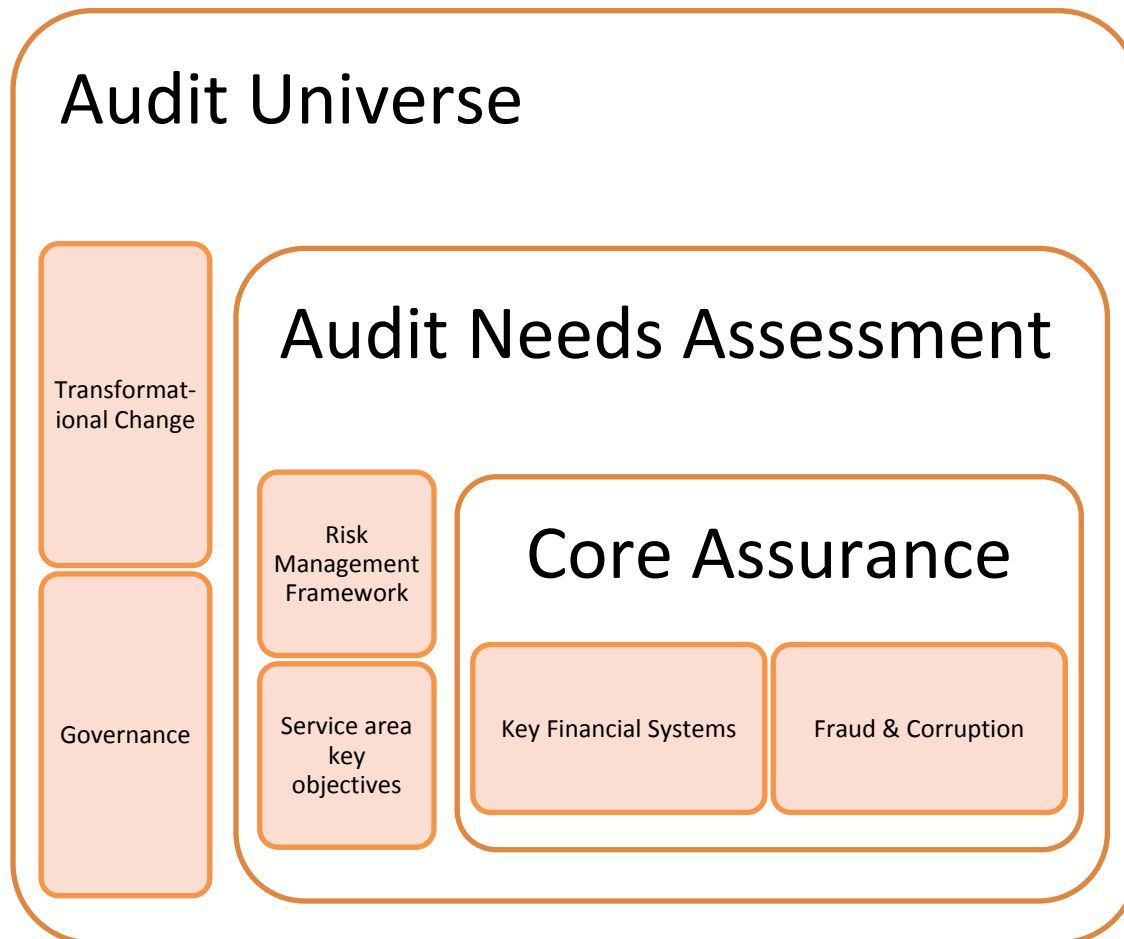 Audit Universe
Transformat-
ional Change
Governance
Audit Needs Assessment
Risk
Management
Framework
Service area
key
objectives
Core Assurance
Key Financial Systems
Fraud & Corruption